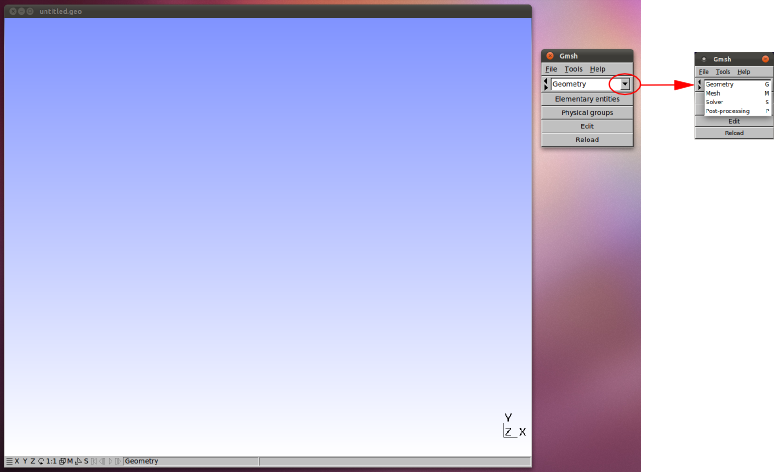 untitled.geo
Y
Z X
X Y Z 1:1 M S Geometry
Gmsh
File Tools Help
Geometry
Elementary entities
Physical groups
Edit
Reload
Gmsh
File Tools Help
Geometry G
Mesh M
Solver S
Post-processing P
Edit
Reload